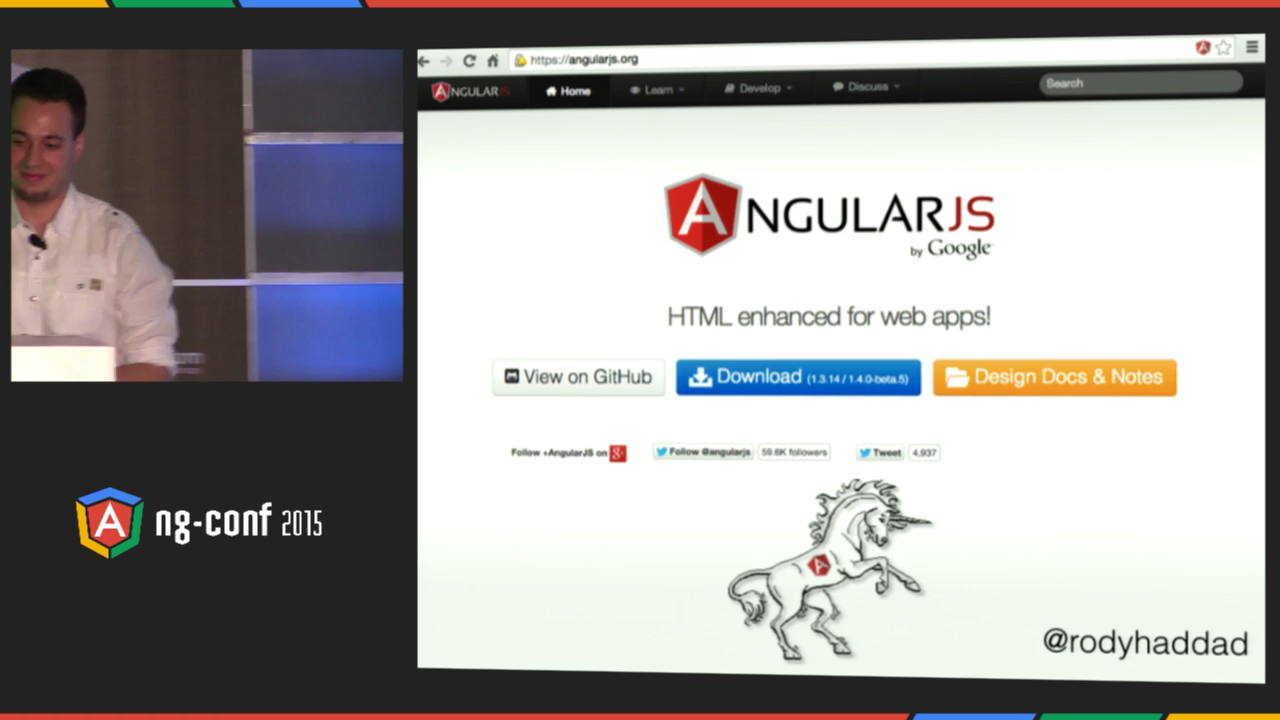 https://angularjs.org
ANGULARJS
Home
Learn
Develop
Discuss
Search
ANGULARJS
by Google
HTML enhanced for web apps!
View on GitHub
Download (1.3.14 / 1.4.0-beta.5)
Design Docs & Notes
Follow +AngularJS on g+
Follow @angularjs
59.6K followers
Tweet
4,937
A
@rodyhaddad
A ng-conf 2015